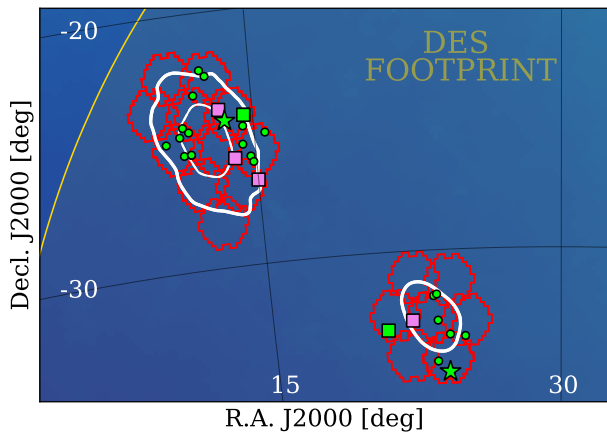 -20
DES
FOOTPRINT
Decl. J2000 [deg]
-30
15
30
R.A. J2000 [deg]